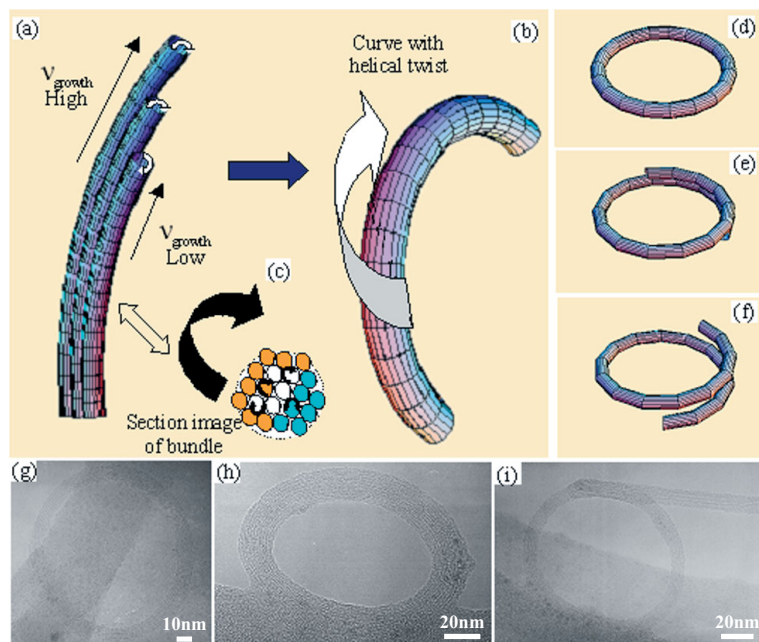 (a)
ν growth
High
ν growth
Low
(b)
Curve with
helical twist
(c)
Section image
of bundle
(d)
(e)
(f)
(g)
10nm
(h)
20nm
(i)
20nm